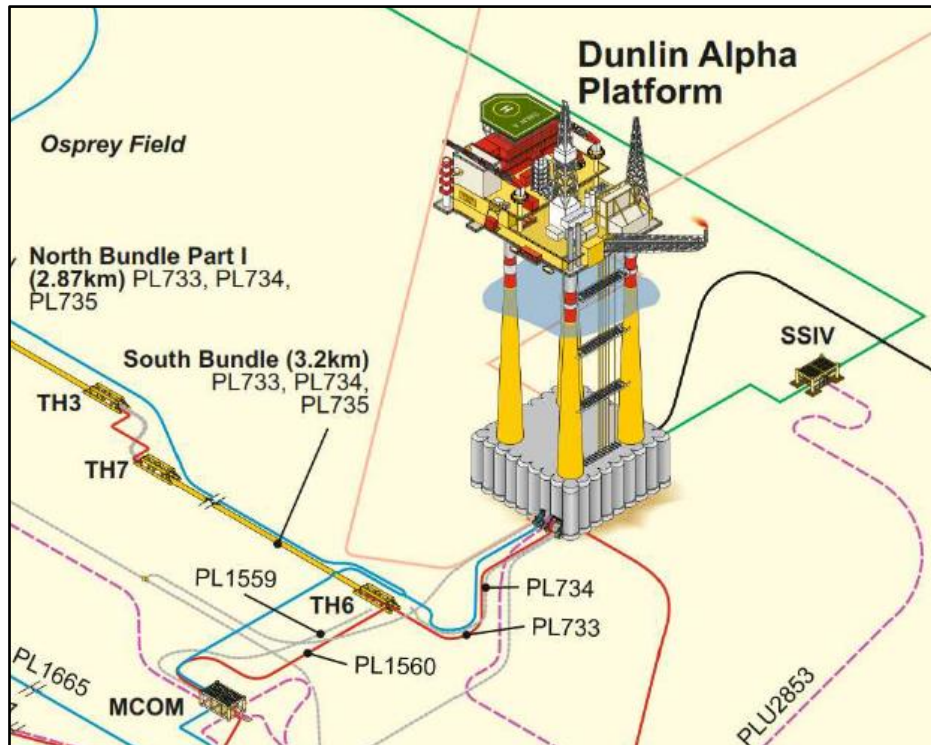 Dunlin Alpha
Platform
Osprey Field
H
North Bundle Part I
(2.87km) PL733, PL734,
PL735
SSIV
South Bundle (3.2km)
PL733, PL734,
PL735
TH3
TH7
PL1559
TH6
PL734
PL733
PL1560
PL1665
MCOM
PLU2853